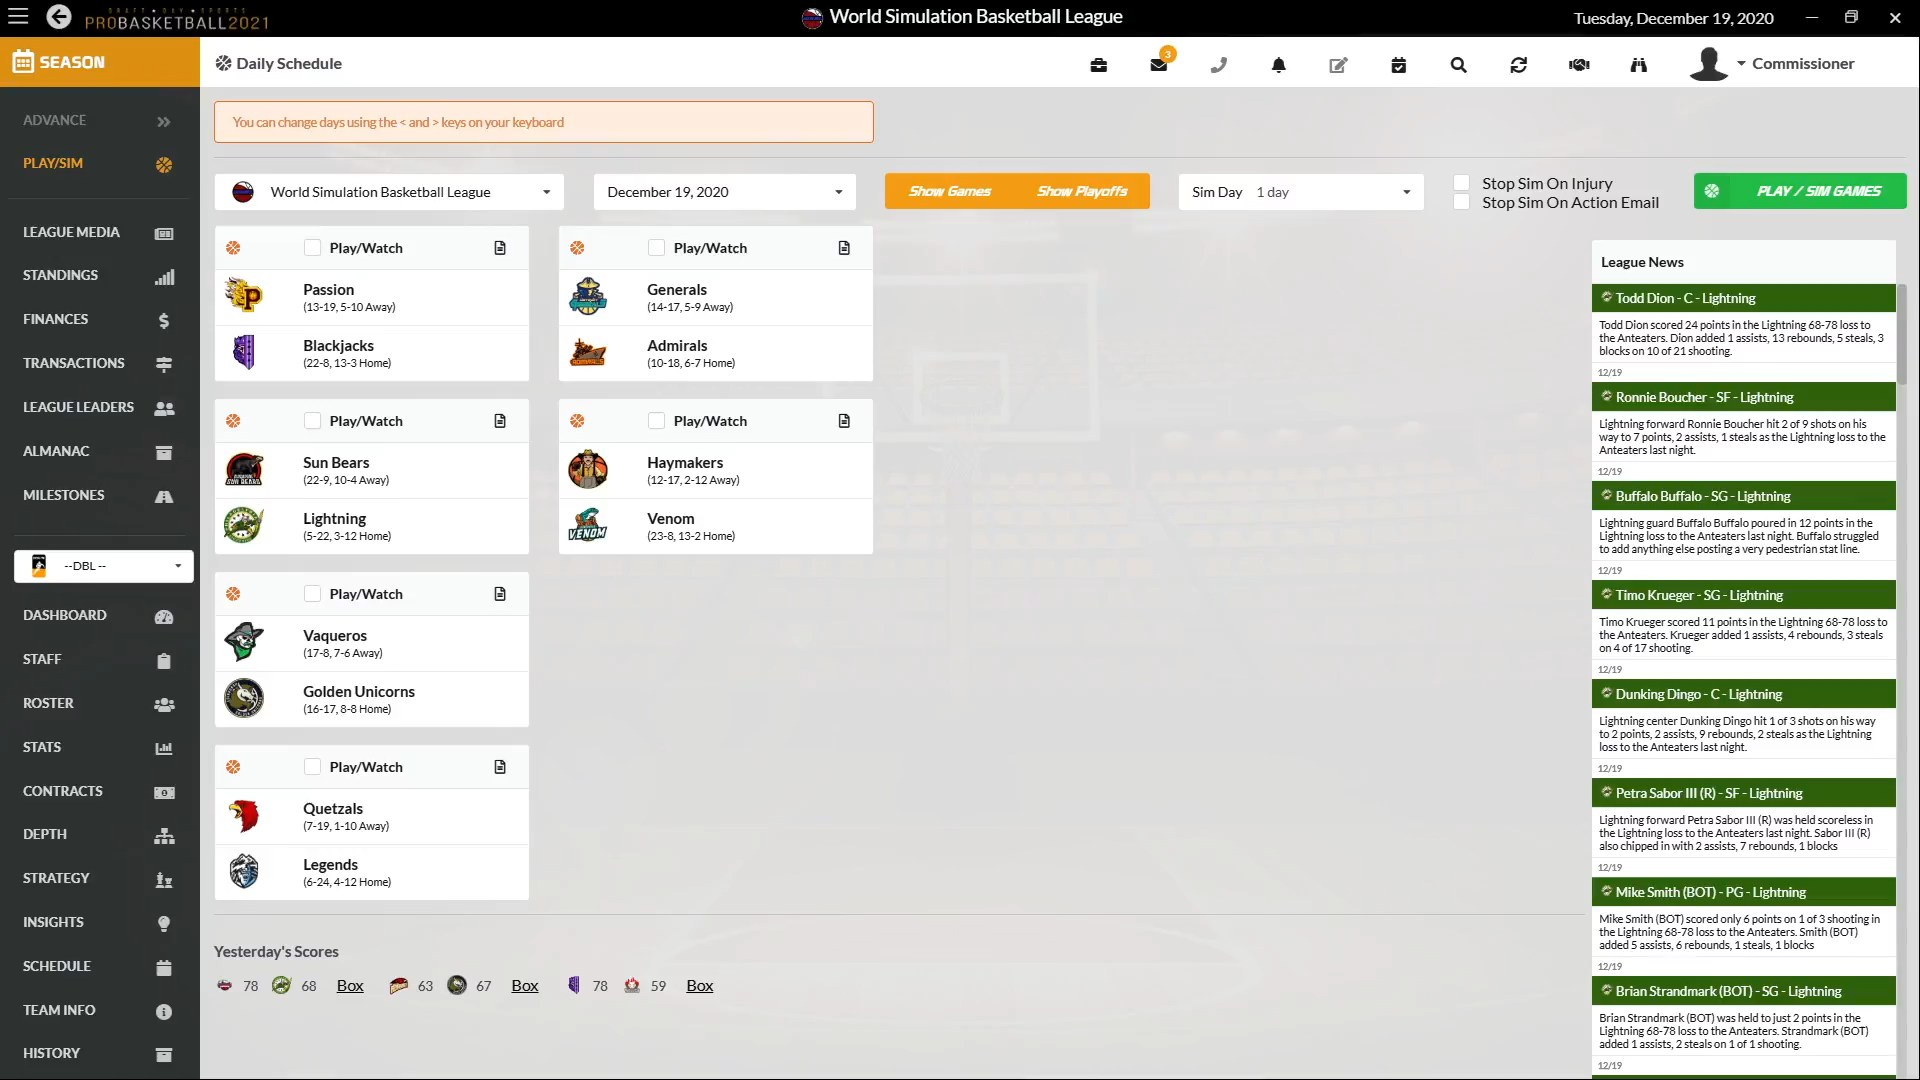 DRAFT • DAY • SPORTS
PROBASKETBALL2021
World Simulation Basketball League
Tuesday, December 19, 2020
SEASON
Daily Schedule
3
Commissioner
ADVANCE
PLAY/SIM
LEAGUE MEDIA
STANDINGS
FINANCES
TRANSACTIONS
LEAGUE LEADERS
ALMANAC
MILESTONES
--DBL --
DASHBOARD
STAFF
ROSTER
STATS
CONTRACTS
DEPTH
STRATEGY
INSIGHTS
SCHEDULE
TEAM INFO
HISTORY
You can change days using the < and > keys on your keyboard
World Simulation Basketball League
December 19, 2020
Show Games
Show Playoffs
Sim Day 1 day
Stop Sim On Injury
Stop Sim On Action Email
PLAY / SIM GAMES
Play/Watch
Passion
(13-19, 5-10 Away)
Blackjacks
(22-8, 13-3 Home)
Play/Watch
Generals
(14-17, 5-9 Away)
Admirals
(10-18, 6-7 Home)
Play/Watch
Sun Bears
(22-9, 10-4 Away)
Lightning
(5-22, 3-12 Home)
Play/Watch
Haymakers
(12-17, 2-12 Away)
VENOM
Venom
(23-8, 13-2 Home)
Play/Watch
Vaqueros
(17-8, 7-6 Away)
Golden Unicorns
(16-17, 8-8 Home)
Play/Watch
Quetzals
(7-19, 1-10 Away)
Legends
(6-24, 4-12 Home)
Yesterday's Scores
78 68 Box 63 67 Box 78 59 Box
League News
Todd Dion - C - Lightning
Todd Dion scored 24 points in the Lightning 68-78 loss to
the Anteaters. Dion added 1 assists, 13 rebounds, 5 steals, 3
blocks on 10 of 21 shooting.
12/19
Ronnie Boucher - SF - Lightning
Lightning forward Ronnie Boucher hit 2 of 9 shots on his
way to 7 points, 2 assists, 1 steals as the Lightning loss to the
Anteaters last night.
12/19
Buffalo Buffalo - SG - Lightning
Lightning guard Buffalo Buffalo poured in 12 points in the
Lightning loss to the Anteaters last night. Buffalo struggled
to add anything else posting a very pedestrian stat line.
12/19
Timo Krueger - SG - Lightning
Timo Krueger scored 11 points in the Lightning 68-78 loss to
the Anteaters. Krueger added 1 assists, 4 rebounds, 3 steals
on 4 of 17 shooting.
12/19
Dunking Dingo - C - Lightning
Lightning center Dunking Dingo hit 1 of 3 shots on his way
to 2 points, 2 assists, 9 rebounds, 2 steals as the Lightning
loss to the Anteaters last night.
12/19
Petra Sabor III (R) - SF - Lightning
Lightning forward Petra Sabor III (R) was held scoreless in
the Lightning loss to the Anteaters last night. Sabor III (R)
also chipped in with 2 assists, 7 rebounds, 1 blocks
12/19
Mike Smith (BOT) - PG - Lightning
Mike Smith (BOT) scored only 6 points on 1 of 3 shooting in
the Lightning 68-78 loss to the Anteaters. Smith (BOT)
added 5 assists, 6 rebounds, 1 steals, 1 blocks
12/19
Brian Strandmark (BOT) - SG - Lightning
Brian Strandmark (BOT) was held to just 2 points in the
Lightning 68-78 loss to the Anteaters. Strandmark (BOT)
added 1 assists, 2 steals on 1 of 1 shooting.
12/19